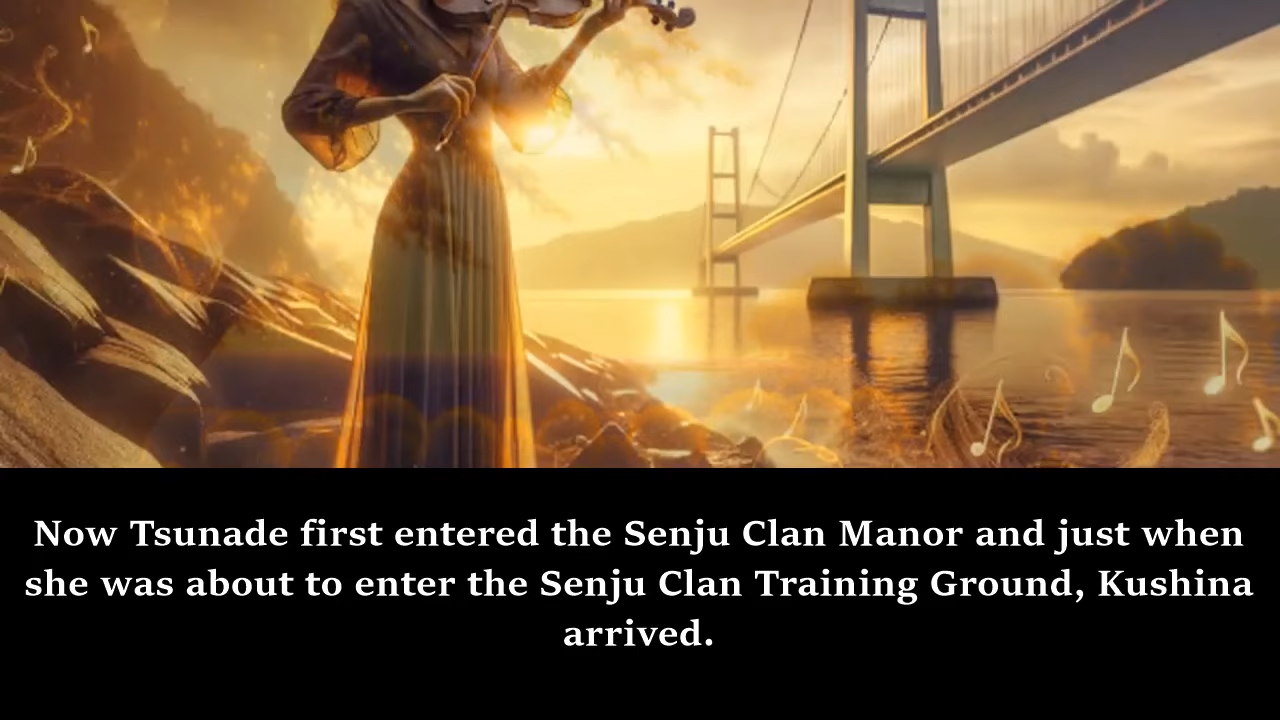 Now Tsunade first entered the Senju Clan Manor and just when
she was about to enter the Senju Clan Training Ground, Kushina
arrived.